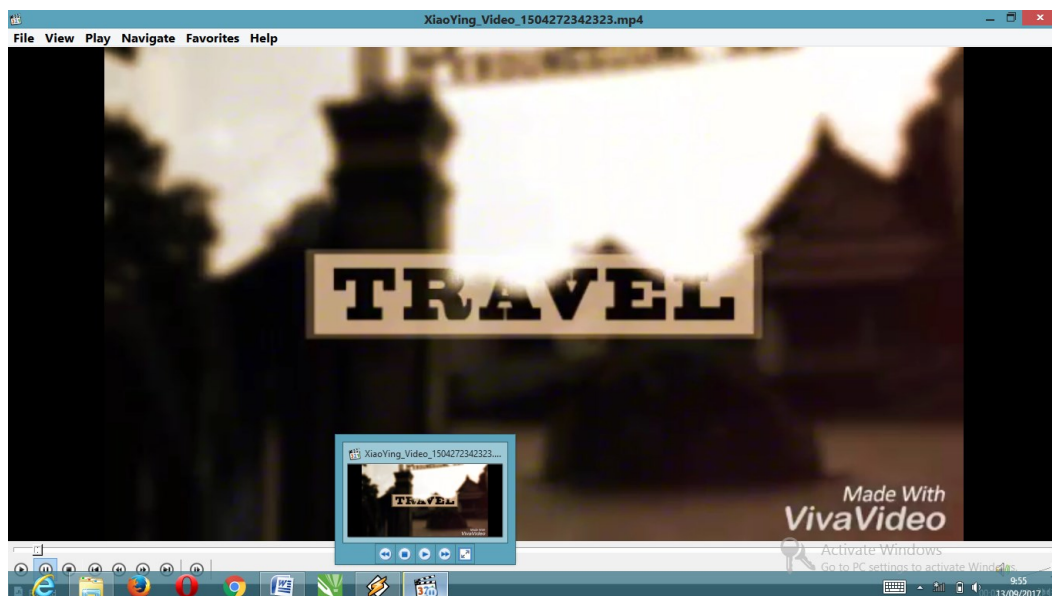 XiaoYing_Video_1504272342323.mp4
File View Play Navigate Favorites Help
TRAVEL
XiaoYing_Video_1504272342323....
TRAVEL
Made With
VivaVideo
Activate Windows
Go to PC settings to activate Windows.
9:55
13/09/2017